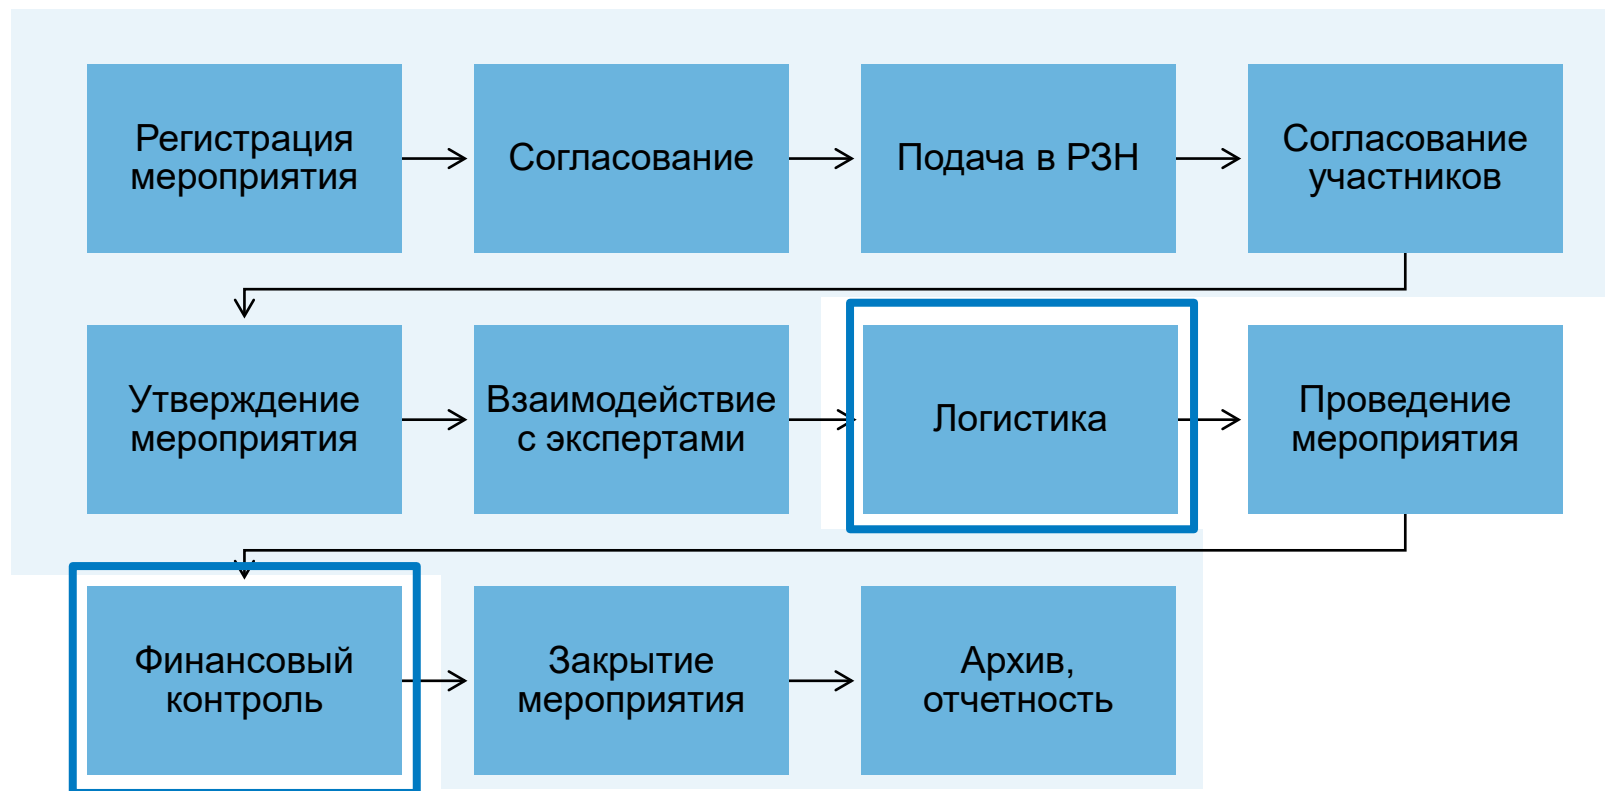 Регистрация
мероприятия
Согласование
Подача в РЗН
Согласование
участников
Утверждение
мероприятия
Взаимодействие
с экспертами
Логистика
Проведение
мероприятия
Финансовый
контроль
Закрытие
мероприятия
Архив,
отчетность